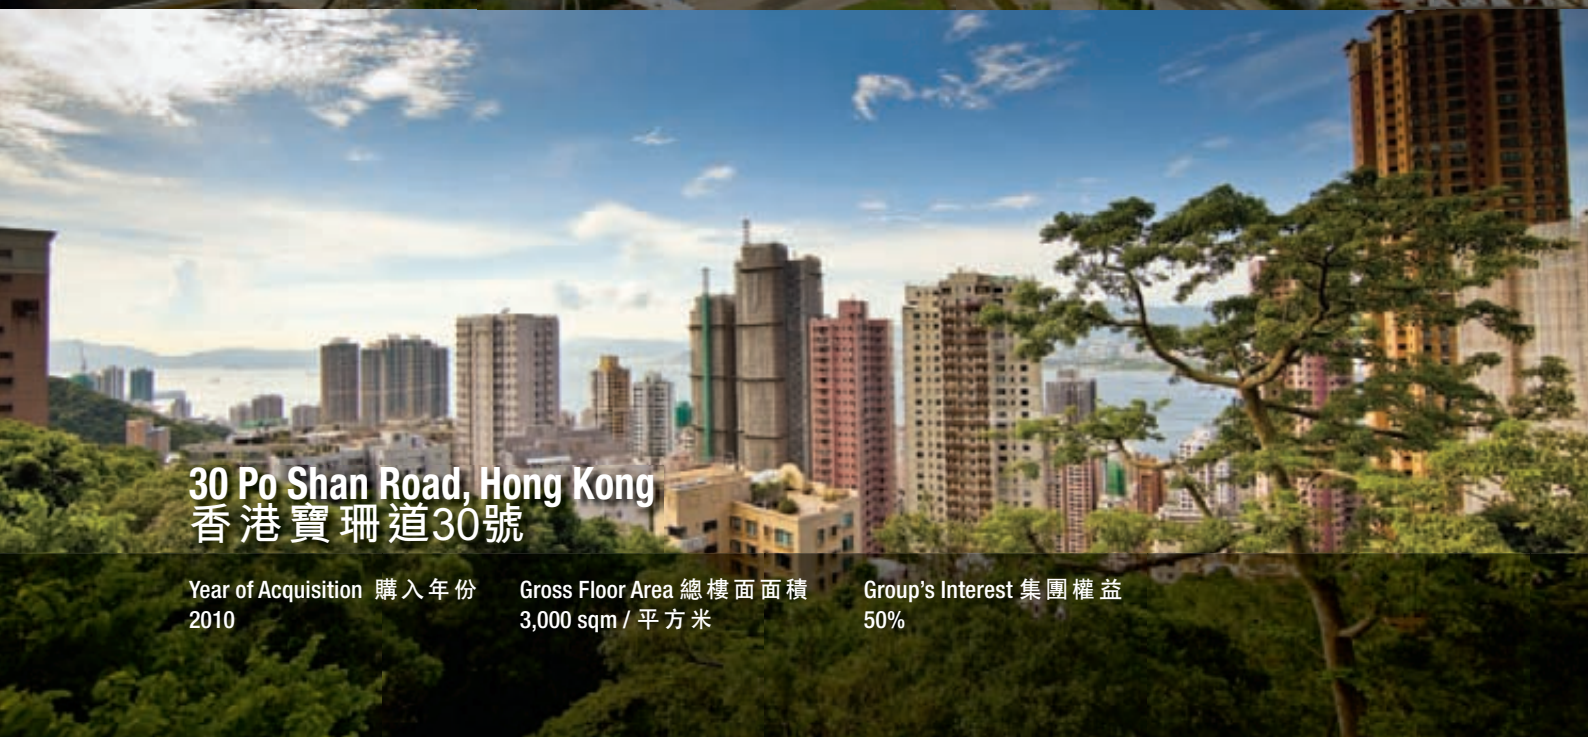 30 Po Shan Road, Hong Kong
香港寶珊道30號
Year of Acquisition 購入年份
2010
Gross Floor Area 總樓面面積
3,000 sqm / 平方米
Group's Interest 集團權益
50%